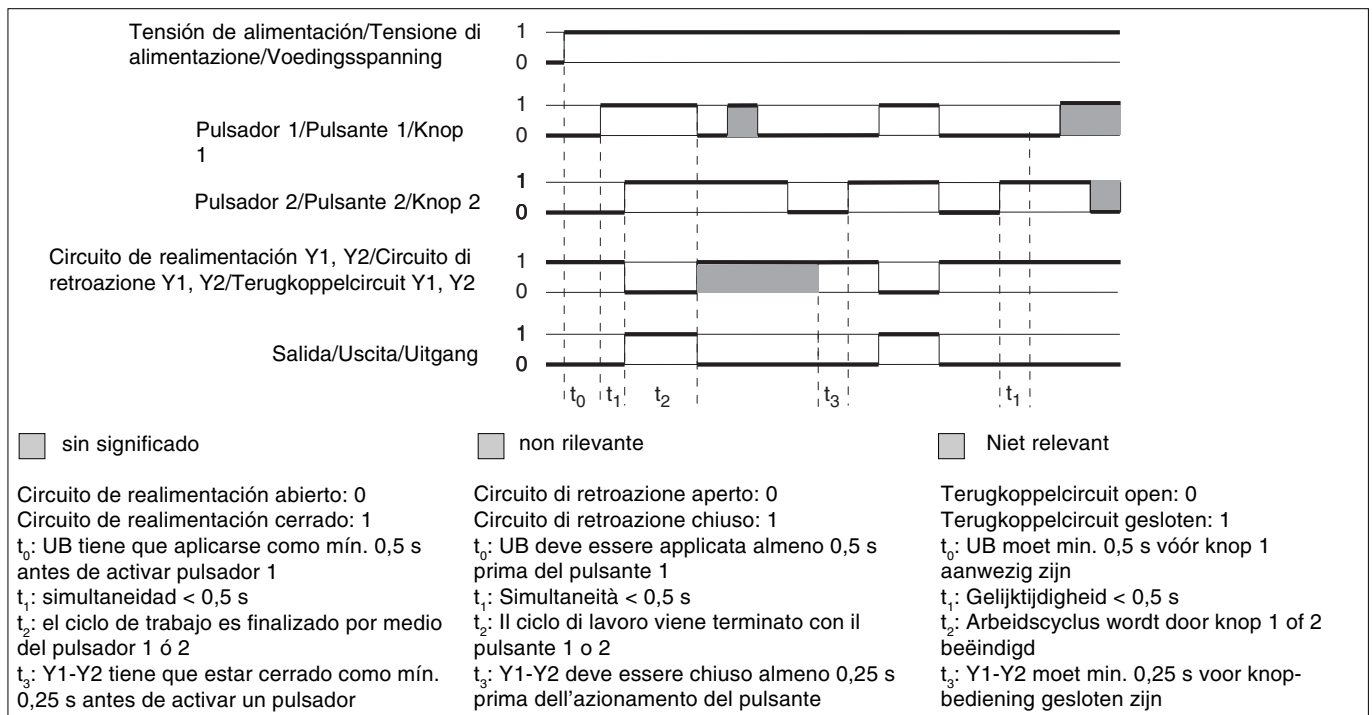 Tensión de alimentación/Tensione di
alimentazione/Voedingsspanning
1
0
Pulsador 1/Pulsante 1/Knop
1
1
0
Pulsador 2/Pulsante 2/Knop 2
1
0
Circuito de realimentación Y1, Y2/Circuito di
retroazione Y1, Y2/Terugkoppelcircuit Y1, Y2
1
0
Salida/Uscita/Uitgang
1
0
t0 t1 t2 t3 t1
sin significado
Circuito de realimentación abierto: 0
Circuito de realimentación cerrado: 1
t0: UB tiene que aplicarse como mín. 0,5 s
antes de activar pulsador 1
t1: simultaneidad < 0,5 s
t2: el ciclo de trabajo es finalizado por medio
del pulsador 1 ó 2
t3: Y1-Y2 tiene que estar cerrado como mín.
0,25 s antes de activar un pulsador
non rilevante
Circuito di retroazione aperto: 0
Circuito di retroazione chiuso: 1
t0: UB deve essere applicata almeno 0,5 s
prima del pulsante 1
t1: Simultaneità < 0,5 s
t2: Il ciclo di lavoro viene terminato con il
pulsante 1 o 2
t3: Y1-Y2 deve essere chiuso almeno 0,25 s
prima dell'azionamento del pulsante
Niet relevant
Terugkoppelcircuit open: 0
Terugkoppelcircuit gesloten: 1
t0: UB moet min. 0,5 s vóór knop 1
aanwezig zijn
t1: Gelijktijdigheid < 0,5 s
t2: Arbeidscyclus wordt door knop 1 of 2
beëindigd
t3: Y1-Y2 moet min. 0,25 s voor knop-
bediening gesloten zijn